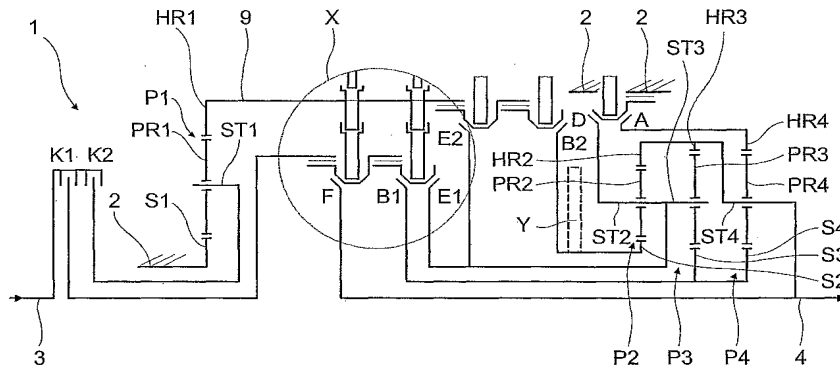 HR1 9 X 2 2 ST3 HR3
1
P1
K1 K2 PR1 ST1 E2 D A HR4
B2
HR2 PR3
PR2 PR4
2 S1 F B1 E1 Y ST2 ST4 S4
S3
S2
3 P2 P3 P4 4